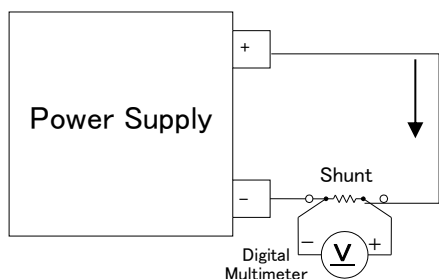 +
Power Supply
Shunt
-
- V +
Digital
Multimeter